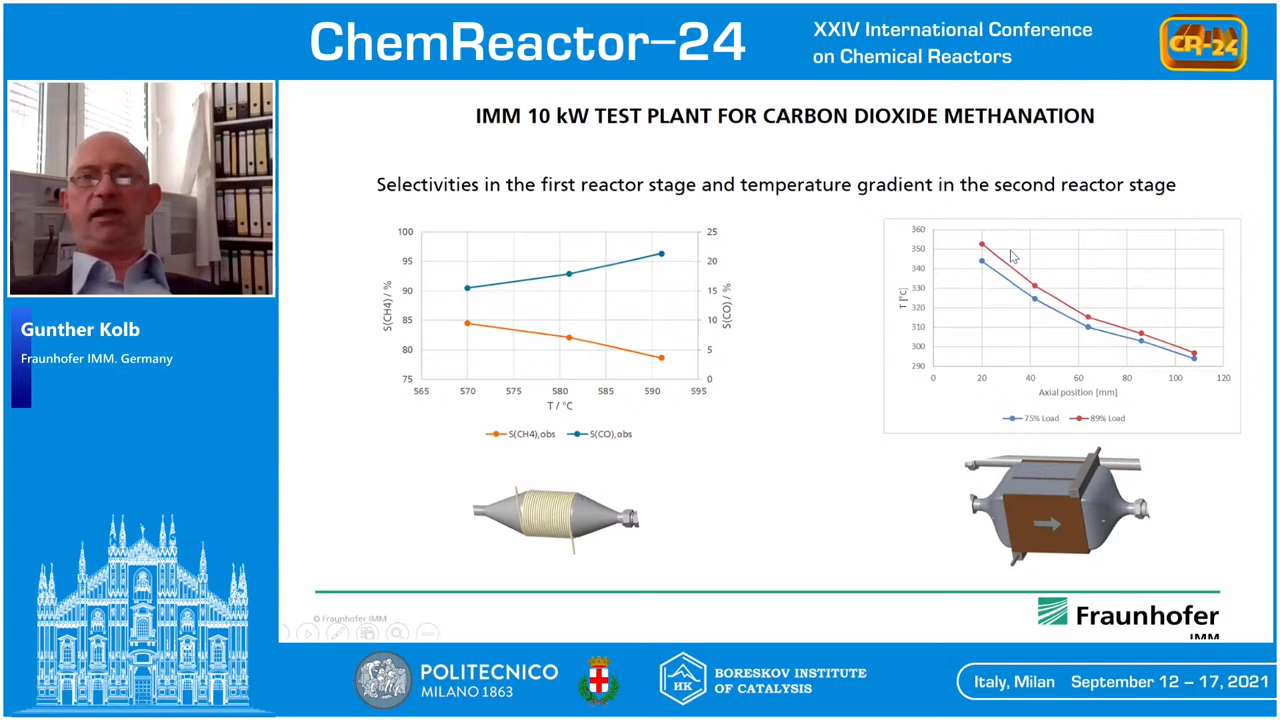 ChemReactor–24
XXIV International Conference
on Chemical Reactors
CR-24
IMM 10 kW TEST PLANT FOR CARBON DIOXIDE METHANATION
Selectivities in the first reactor stage and temperature gradient in the second reactor stage
Gunther Kolb
Fraunhofer IMM. Germany
S(CH4) / %
100
95
90
85
80
75
25
20
15
10
5
0
S(CO) / %
565 570 575 580 585 590 595
T / °C
S(CH4),obs S(CO),obs
T [°C]
360
350
340
330
320
310
300
290
0 20 40 60 80 100 120
Axial position [mm]
75% Load 89% Load
© Fraunhofer IMM
Fraunhofer
IMM
POLITECNICO
MILANO 1863
НК
BORESKOV INSTITUTE
OF CATALYSIS
Italy, Milan September 12 – 17, 2021